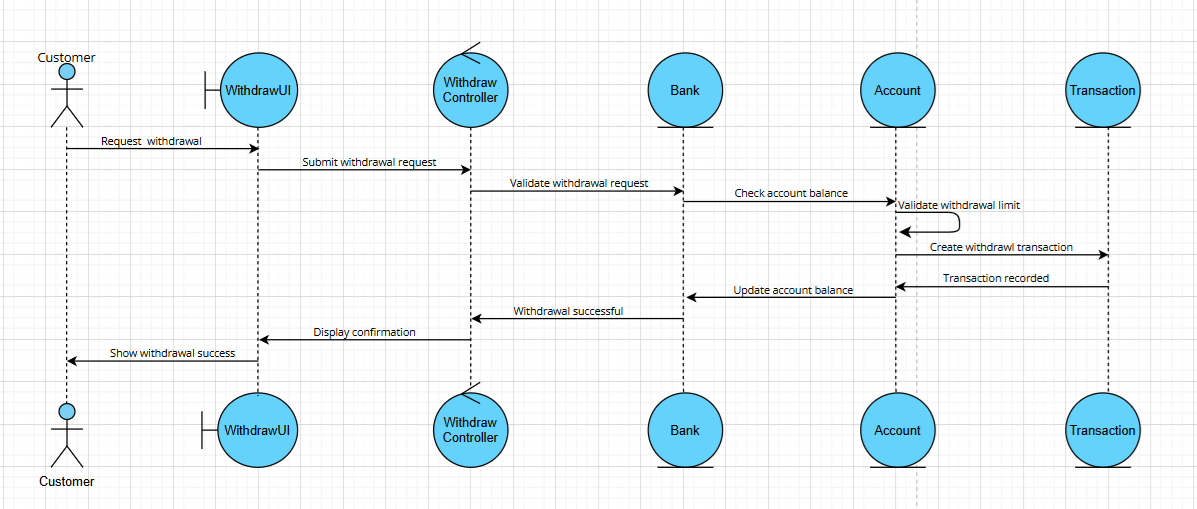 Customer
WithdrawUI
Withdraw
Controller
Bank
Account
Transaction
Request withdrawal
Submit withdrawal request
Validate withdrawal request
Check account balance
Validate withdrawal limit
Create withdrawl transaction
Transaction recorded
Update account balance
Withdrawal successful
Display confirmation
Show withdrawal success
WithdrawUI
Withdraw
Controller
Bank
Account
Transaction
Customer